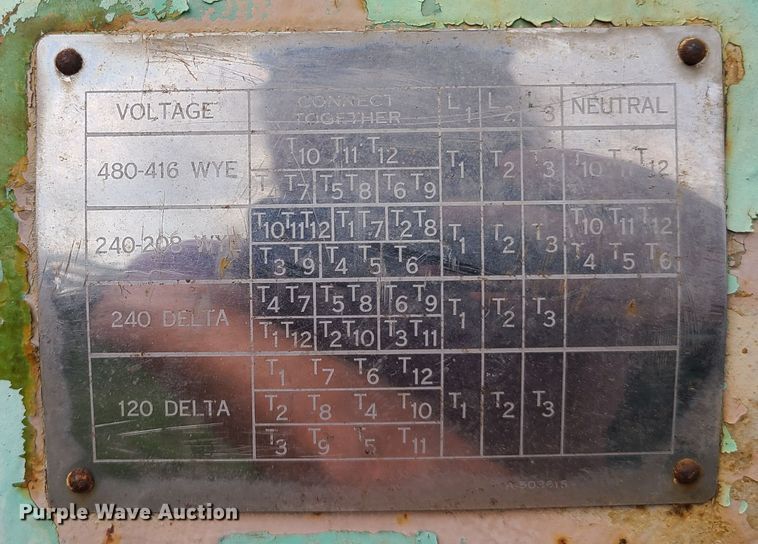 VOLTAGE CONNECT TOGETHER L1 L2 L3 NEUTRAL
T10 T11 T12
480-416 WYE T1 T2 T3 T10 T11 T12
T4 T7 T5 T8 T6 T9
T10 T11 T12 T1 T7 T2 T8 T10 T11 T12
240-208 WYE T1 T2 T3
T3 T9 T4 T5 T6 T4 T5 T6
T4 T7 T5 T8 T6 T9
240 DELTA T1 T2 T3
T1 T12 T2 T10 T3 T11
T1 T7 T6 T12
120 DELTA T2 T8 T4 T10 T1 T2 T3
T3 T9 T5 T11
A-503615
Purple Wave Auction